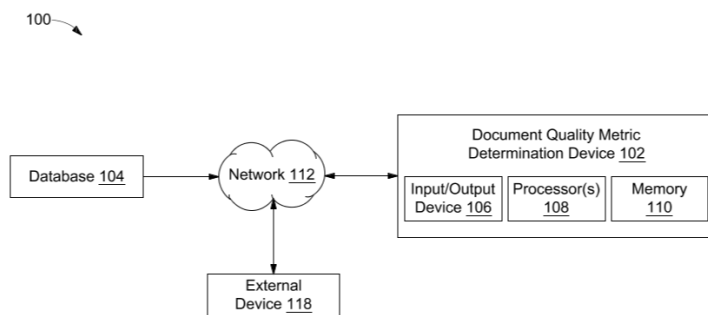 100
Document Quality Metric
Determination Device 102
Database 104
Network 112
Input/Output
Device 106
Processor(s)
108
Memory
110
External
Device 118